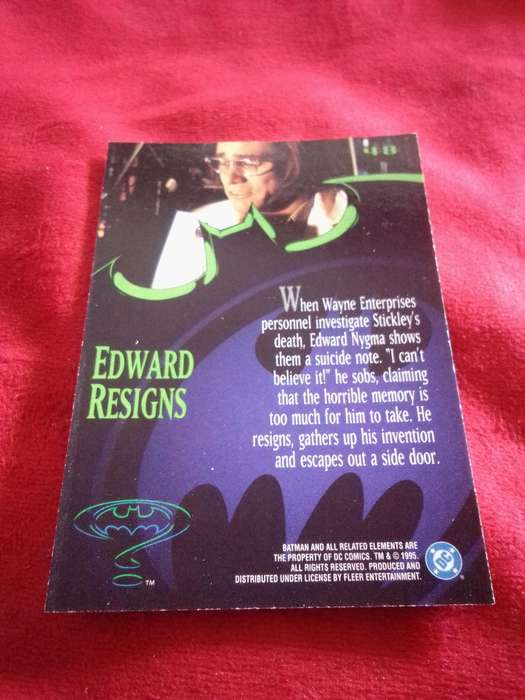 48
When Wayne Enterprises
personnel investigate Stickley's
death, Edward Nygma shows
them a suicide note. "I can't
believe it!" he sobs, claiming
that the horrible memory is
too much for him to take. He
resigns, gathers up his invention
and escapes out a side door.
EDWARD
RESIGNS
BATMAN AND ALL RELATED ELEMENTS ARE
THE PROPERTY OF DC COMICS. TM & © 1995.
ALL RIGHTS RESERVED. PRODUCED AND
DISTRIBUTED UNDER LICENSE BY FLEER ENTERTAINMENT.
TM
DC